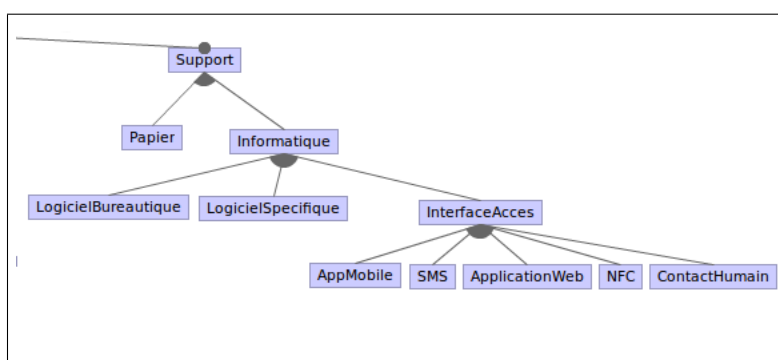 Support
Papier
Informatique
LogicielBureautique
LogicielSpecifique
InterfaceAcces
AppMobile
SMS
ApplicationWeb
NFC
ContactHumain